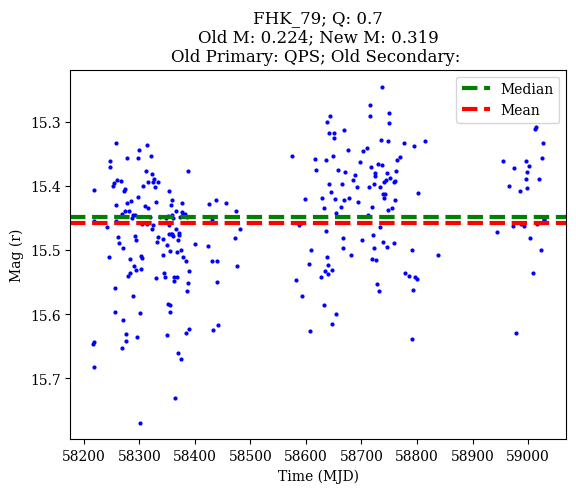 FHK_79; Q: 0.7
Old M: 0.224; New M: 0.319
Old Primary: QPS; Old Secondary:
Median
Mean
Mag (r)
15.3
15.4
15.5
15.6
15.7
58200 58300 58400 58500 58600 58700 58800 58900 59000
Time (MJD)